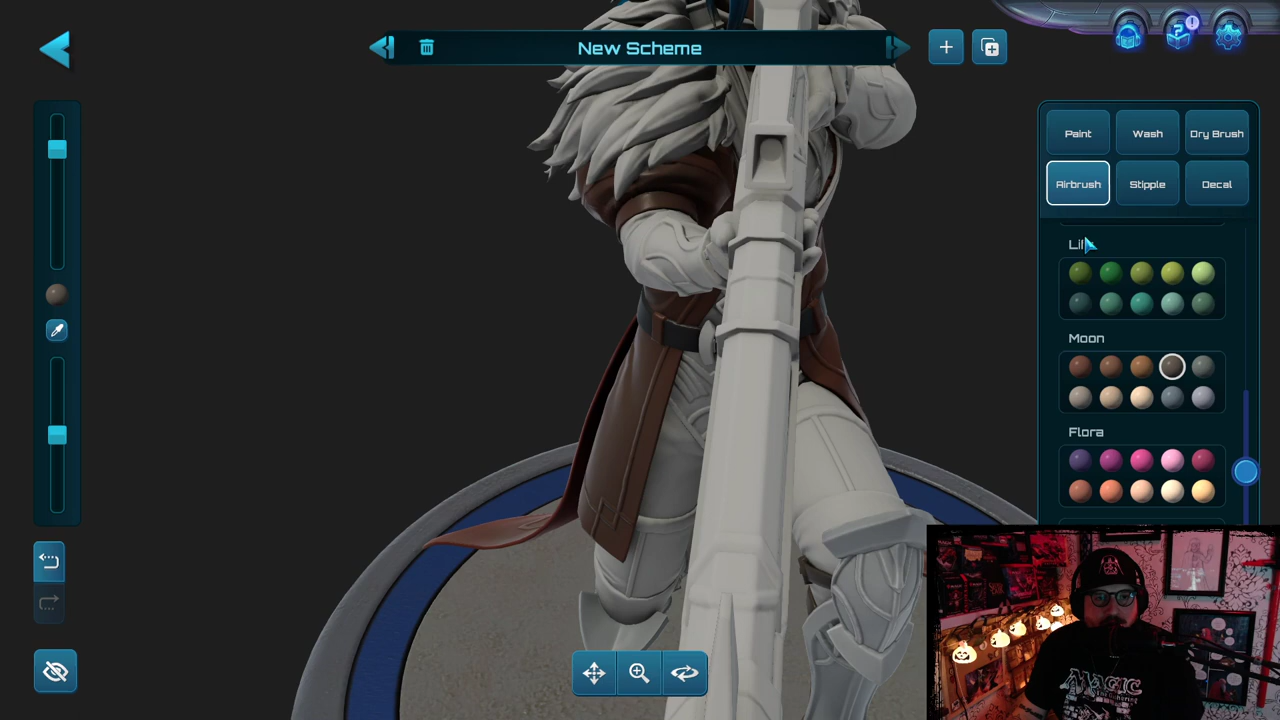 New Scheme
Paint
Wash
Dry Brush
Airbrush
Stipple
Decal
Moon
Flora
MAGIC